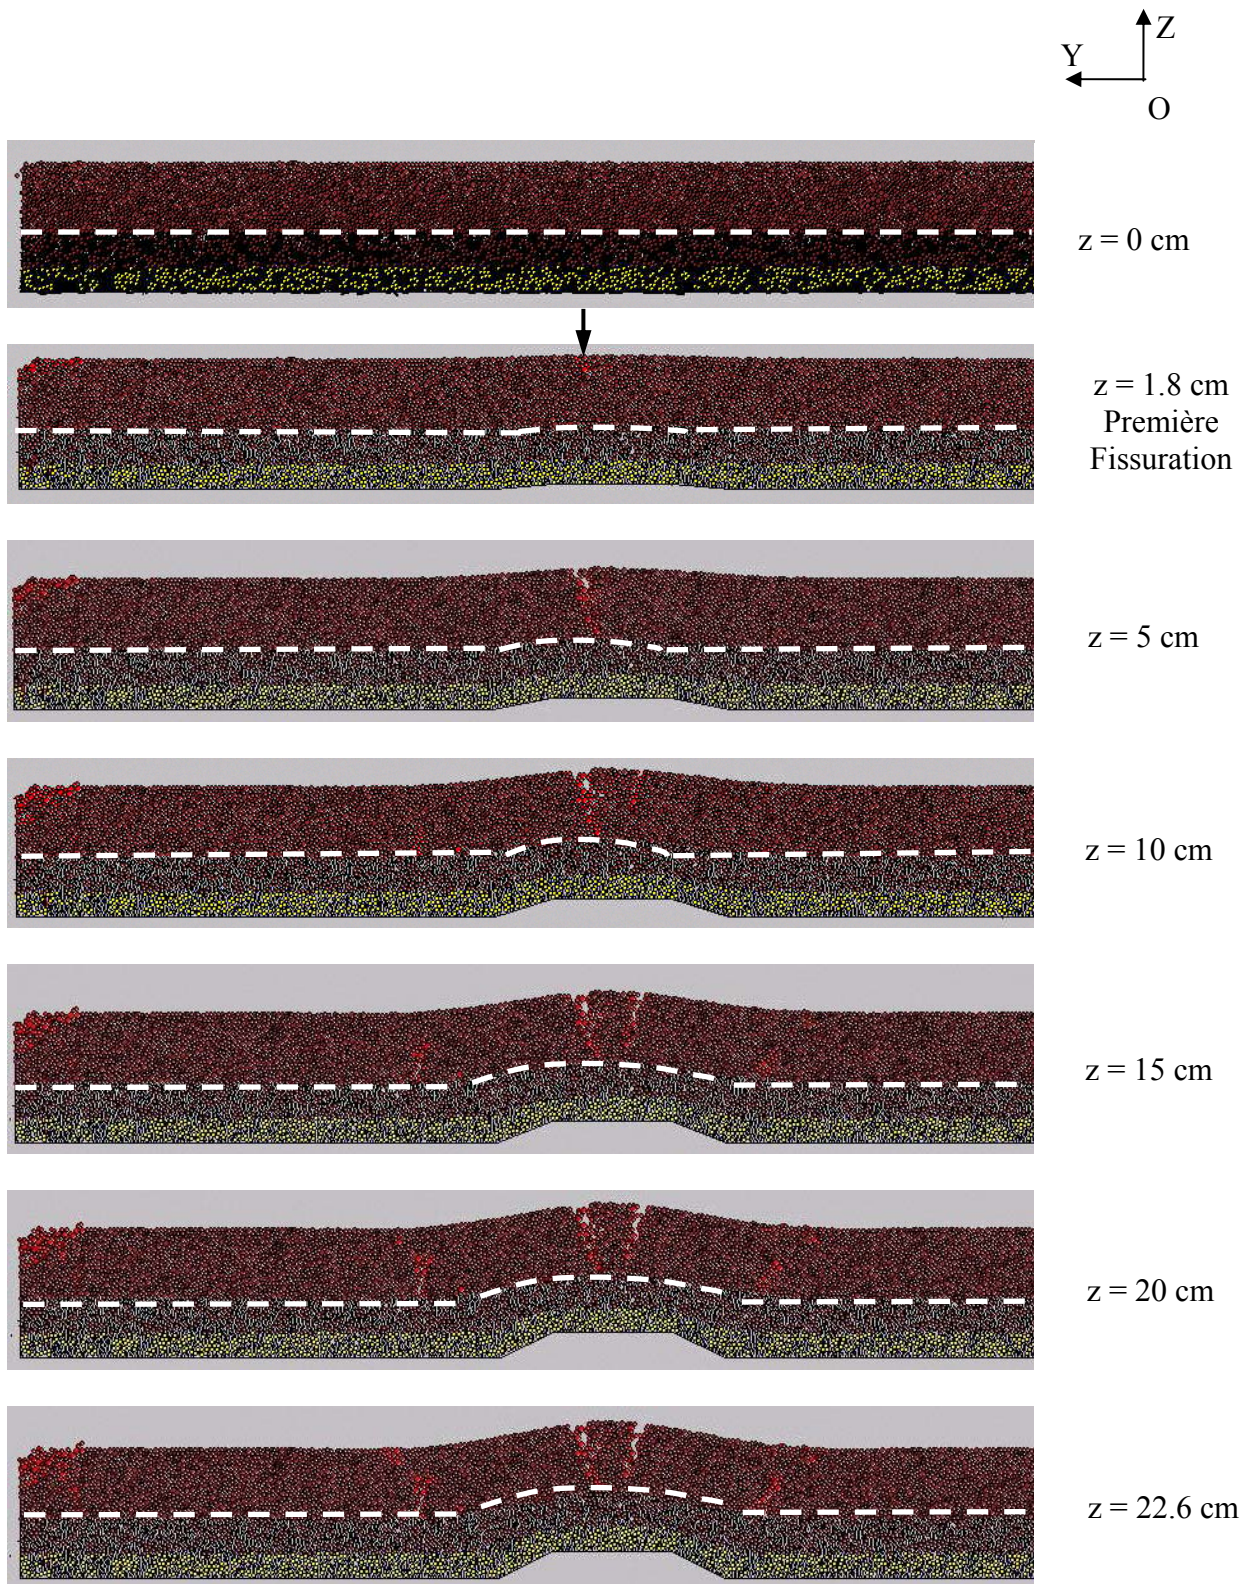 Z
Y
O
z = 0 cm
z = 1.8 cm
Première
Fissuration
z = 5 cm
z = 10 cm
z = 15 cm
z = 20 cm
z = 22.6 cm